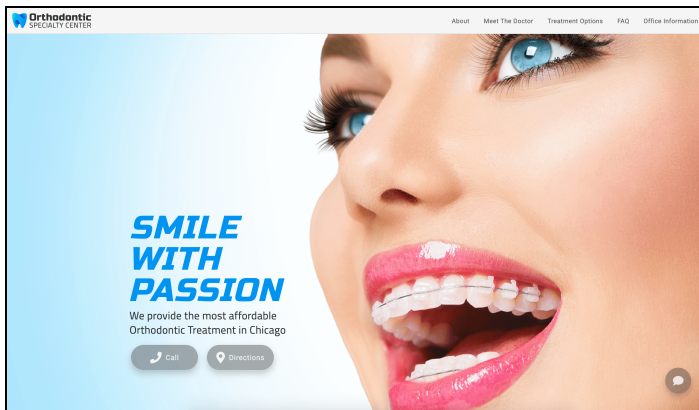 Orthodontic
SPECIALTY CENTER
About Meet The Doctor Treatment Options FAQ Office Information
SMILE
WITH
PASSION
We provide the most affordable
Orthodontic Treatment in Chicago
Call Directions